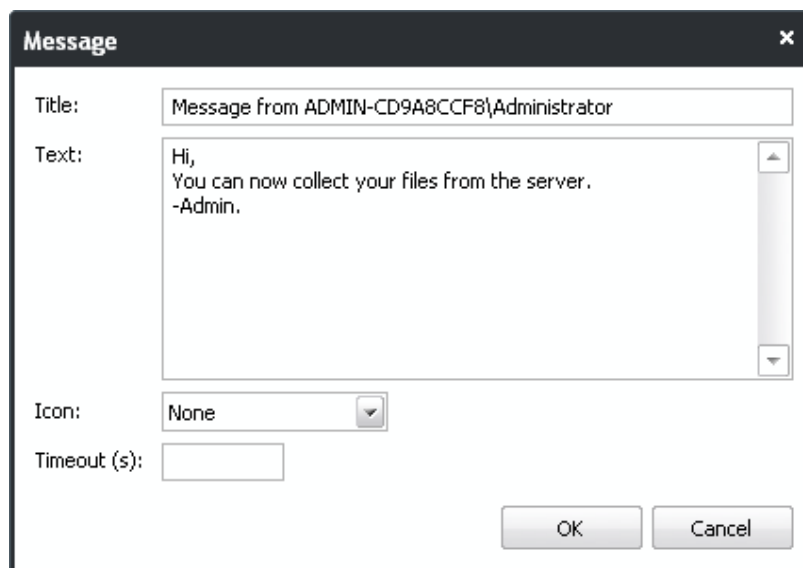 Message
Title: Message from ADMIN-CD9A8CCF8\Administrator
Text: Hi,
You can now collect your files from the server.
-Admin.
Icon: None
Timeout (s):
OK Cancel